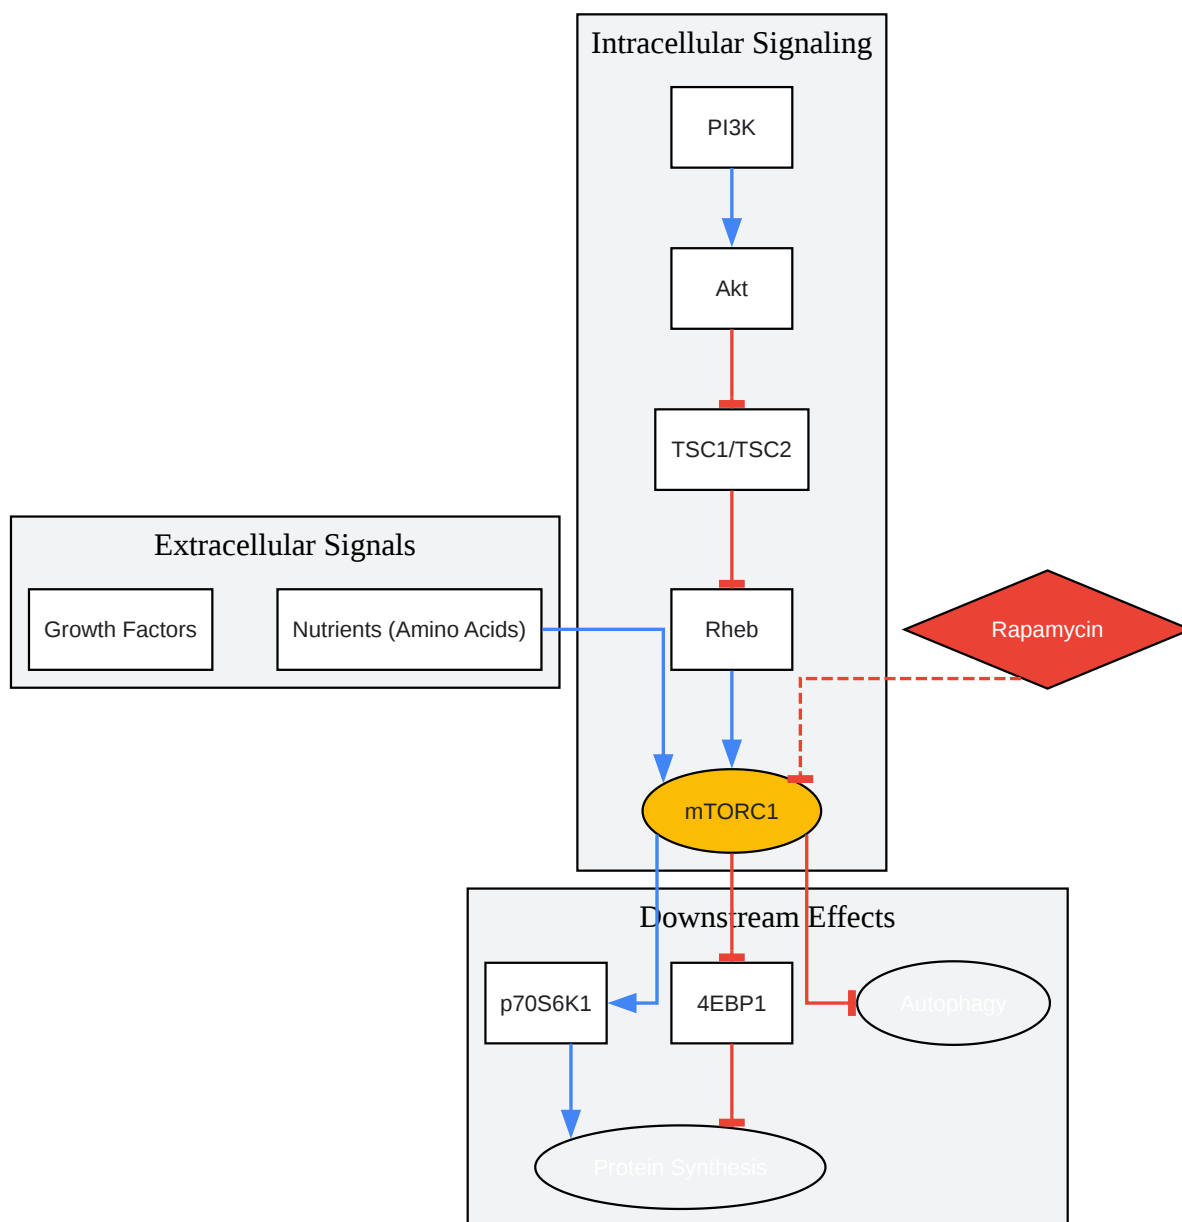 Intracellular Signaling
PI3K
Akt
TSC1/TSC2
Extracellular Signals
Growth Factors
Nutrients (Amino Acids)
Rheb
Rapamycin
mTORC1
Downstream Effects
p70S6K1
4EBP1
Autophagy
Protein Synthesis